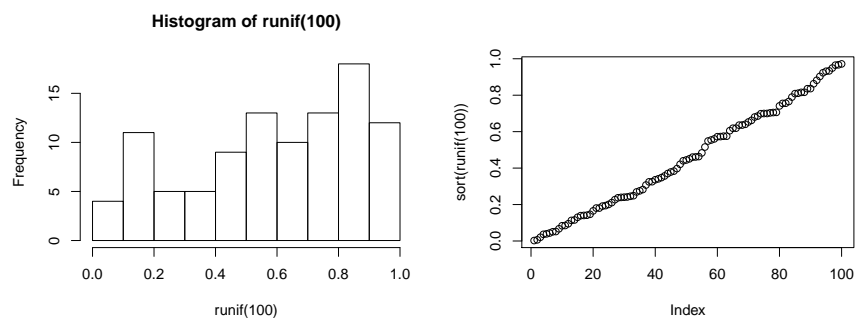 Histogram of runif(100)
Frequency
15
10
5
0
0.0 0.2 0.4 0.6 0.8 1.0
runif(100)
sort(runif(100))
1.0
0.8
0.6
0.4
0.2
0.0
0 20 40 60 80 100
Index